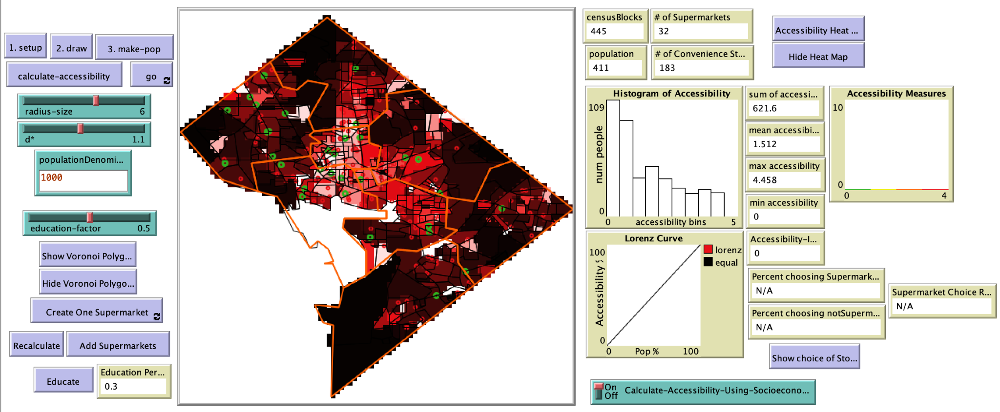 1. setup
2. draw
3. make-pop
calculate-accessibility
go
radius-size
6
d*
1.1
populationDenomi...
1000
education-factor
0.5
Show Voronoi Polyg...
Hide Voronoi Polygo...
Create One Supermarket
Recalculate
Add Supermarkets
Educate
Education Per...
0.3
censusBlocks
445
# of Supermarkets
32
population
411
# of Convenience St...
183
Accessibility Heat ...
Hide Heat Map
Histogram of Accessibility
109
num people
0
0
accessibility bins
5
sum of accessi...
621.6
mean accessibi...
1.512
max accessibility
4.458
min accessibility
0
Accessibility Measures
10
0
0
4
Lorenz Curve
100
Accessibility
0
0
Pop %
100
lorenz
equal
Accessibility-I...
0
Percent choosing Supermark...
N/A
Percent choosing notSuperm...
N/A
Supermarket Choice R...
N/A
Show choice of Sto...
On
Off
Calculate-Accessibility-Using-Socioecono...